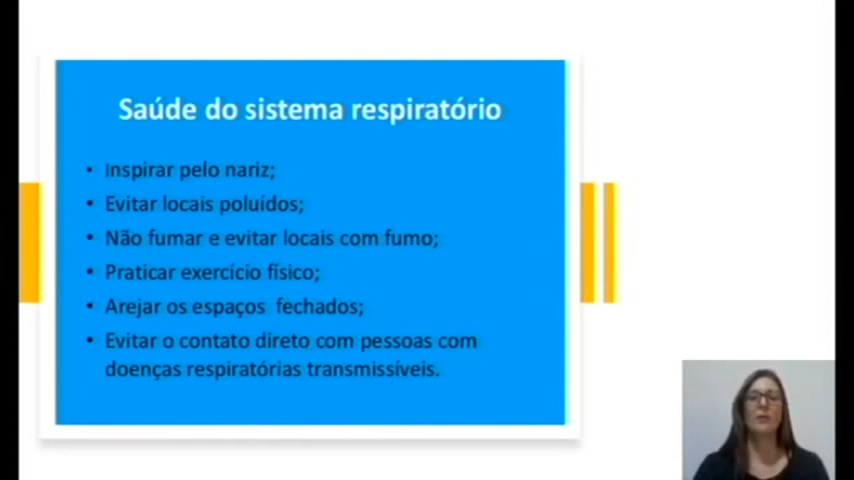 Saúde do sistema respiratório
• Inspirar pelo nariz;
• Evitar locais poluídos;
• Não fumar e evitar locais com fumo;
• Praticar exercício físico;
• Arejar os espaços fechados;
• Evitar o contato direto com pessoas com
doenças respiratórias transmissíveis.